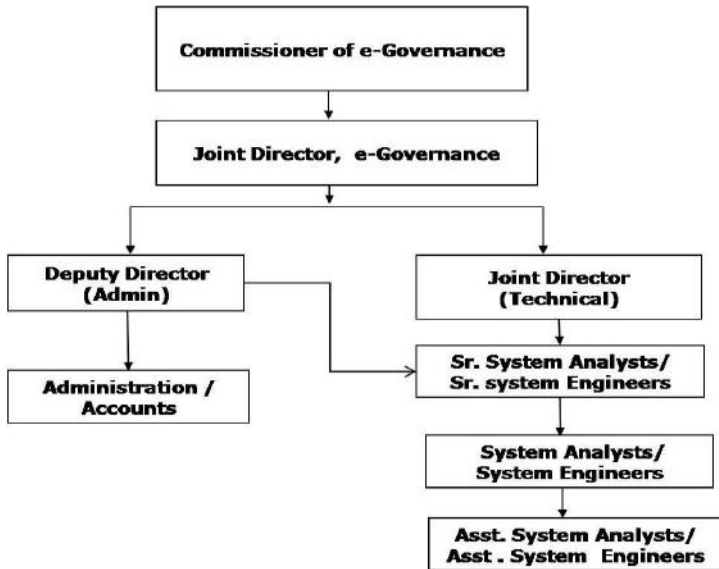 Commissioner of e-Governance
Joint Director, e-Governance
Deputy Director
(Admin)
Joint Director
(Technical)
Administration /
Accounts
Sr. System Analysts/
Sr. system Engineers
System Analysts/
System Engineers
Asst. System Analysts/
Asst . System Engineers